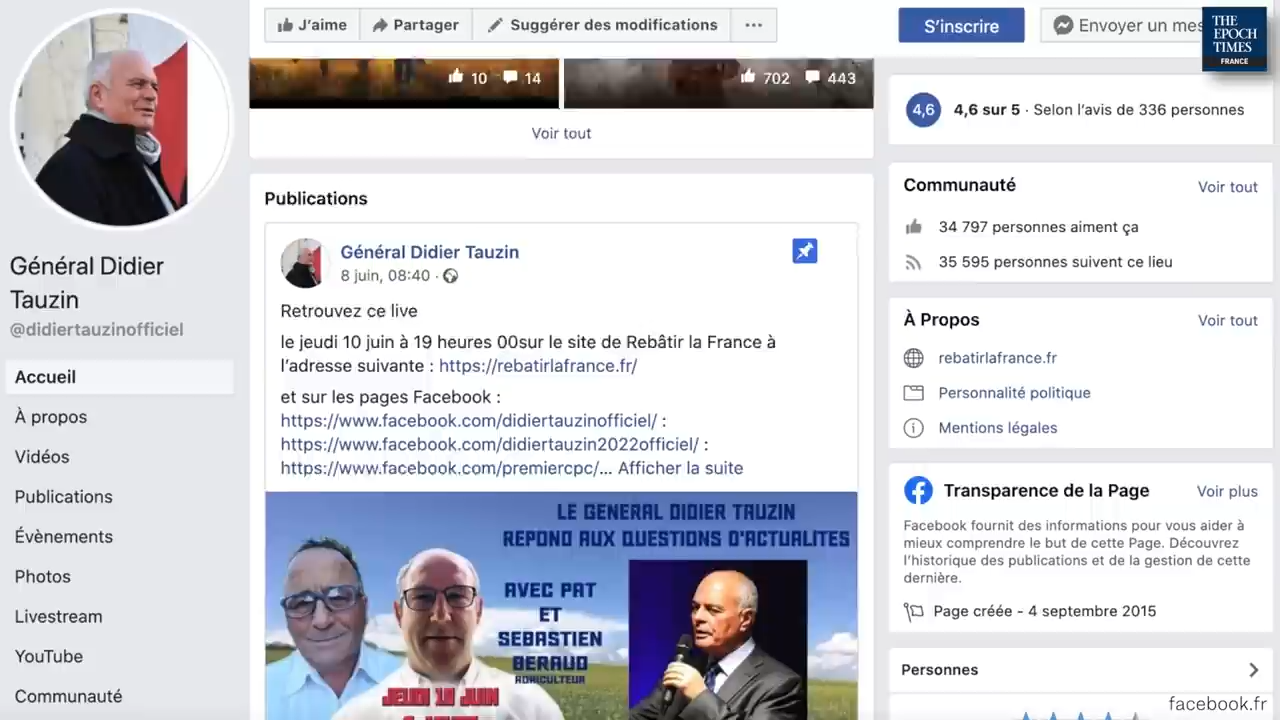 J'aime
Partager
Suggérer des modifications
S'inscrire
Envoyer un mes
THE
EPOCH
TIMES
FRANCE
10
14
702
443
Voir tout
Général Didier
Tauzin
@didiertauzinofficiel
Accueil
À propos
Vidéos
Publications
Évènements
Photos
Livestream
YouTube
Communauté
Publications
Général Didier Tauzin
8 juin, 08:40 ·
Retrouvez ce live
le jeudi 10 juin à 19 heures 00sur le site de Rebâtir la France à
l'adresse suivante : https://rebatirlafrance.fr/
et sur les pages Facebook :
https://www.facebook.com/didiertauzinofficiel/ :
https://www.facebook.com/didiertauzin2022officiel/ :
https://www.facebook.com/premiercpc/... Afficher la suite
LE GENERAL DIDIER TAUZIN
REPOND AUX QUESTIONS D'ACTUALITES
AVEC PAT
ET
SEBASTIEN
BERAUD
AGRICULTEUR
JEUDI 10 JUIN
4,6
4,6 sur 5 · Selon l'avis de 336 personnes
Communauté
Voir tout
34 797 personnes aiment ça
35 595 personnes suivent ce lieu
À Propos
Voir tout
rebatirlafrance.fr
Personnalité politique
Mentions légales
Transparence de la Page
Voir plus
Facebook fournit des informations pour vous aider à
mieux comprendre le but de cette Page. Découvrez
l'historique des publications et de la gestion de cette
dernière.
Page créée - 4 septembre 2015
Personnes
facebook.fr